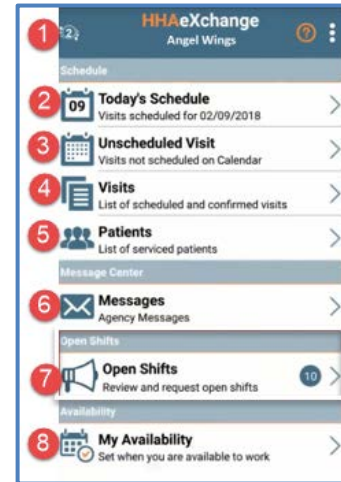 1
2
HHAeXchange
Angel Wings
?
Schedule
2
09
Today's Schedule
Visits scheduled for 02/09/2018
3
Unscheduled Visit
Visits not scheduled on Calendar
4
Visits
List of scheduled and confirmed visits
5
Patients
List of serviced patients
Message Center
6
Messages
Agency Messages
Open Shifts
7
Open Shifts
Review and request open shifts
10
Availability
8
My Availability
Set when you are available to work